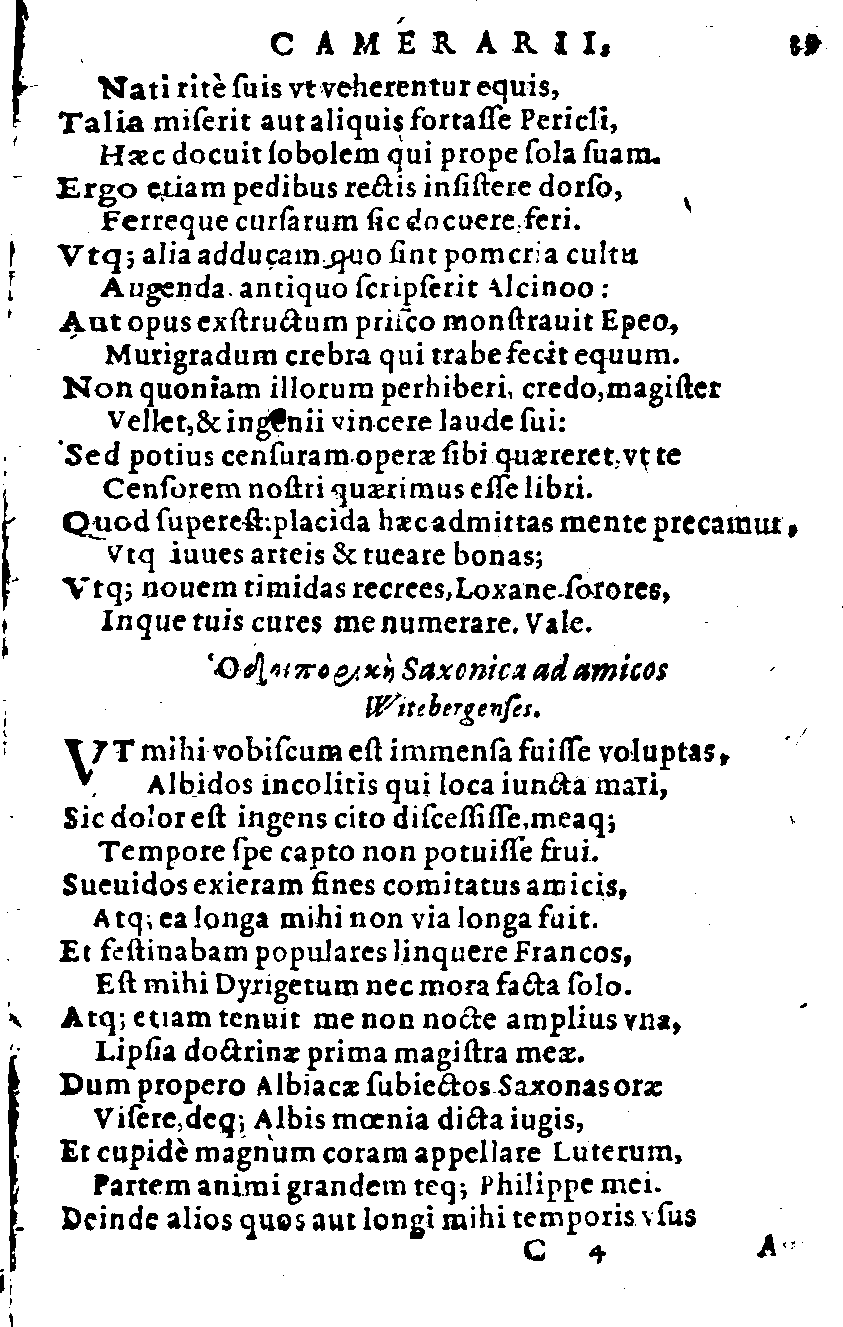 CAMERARII. 39
Nati ritè ſuis vt veherentur equis,
Talia miſerit aut aliquis fortaſſe Pericli,
Hæc docuit ſobolem qui prope ſola ſuam.
Ergo etiam pedibus rectis inſiſtere dorſo,
Ferreque curſarum ſic docuere feri.
Vtq; alia adducam quo ſint pomeria cultu
Augenda antiquo ſcripſerit Alcinoo:
Aut opus exſtructum priſco monſtrauit Epeo,
Murigradum crebra qui trabe fecit equum.
Non quoniam illorum perhiberi, credo, magiſter
Vellet, & ingenii vincere laude ſui:
Sed potius cenſuram operæ ſibi quæreret, vt te
Cenſorem noſtri quærimus eſſe libri.
Quod ſupereſt: placida hæc admittas mente precamur,
Vtq iuues arteis & tueare bonas;
Vtq; nouem timidas recrees, Loxane ſorores,
Inque tuis cures me numerare. Vale.
Ὁδοιπορικὴ Saxonica ad amicos
Witebergenſes.
VT mihi vobiſcum eſt immenſa fuiſſe voluptas,
Albidos incolitis qui loca iuncta mari,
Sic dolor eſt ingens cito diſceſſiſſe, meaq;
Tempore ſpe capto non potuiſſe frui.
Sueuidos exieram fines comitatus amicis,
Atq; ea longa mihi non via longa fuit.
Et feſtinabam populares linquere Francos,
Eſt mihi Dyrigetum nec mora facta ſolo.
Atq; etiam tenuit me non nocte amplius vna,
Lipſia doctrinæ prima magiſtra meæ.
Dum propero Albiacæ ſubiectos Saxonas oræ
Viſere, deq; Albis mœnia dicta iugis,
Et cupidè magnum coram appellare Luterum,
Partem animi grandem teq; Philippe mei.
Deinde alios quos aut longi mihi temporis vſus
C 4 A